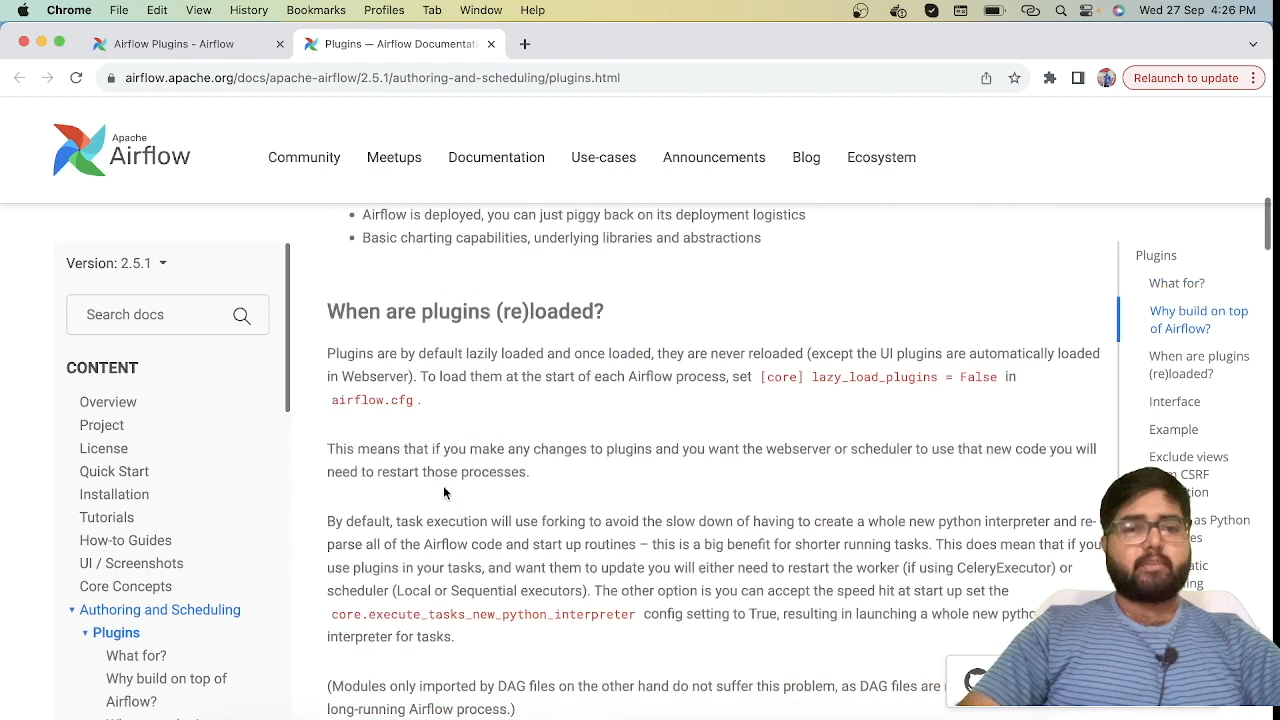 Chrome File Edit View History Bookmarks Profiles Tab Window Help Wed 27 Sep 4:26 PM
Airflow Plugins - Airflow
Plugins — Airflow Documentati
airflow.apache.org/docs/apache-airflow/2.5.1/authoring-and-scheduling/plugins.html
Relaunch to update
Apache
Airflow
Community Meetups Documentation Use-cases Announcements Blog Ecosystem
Version: 2.5.1
Search docs
CONTENT
Overview
Project
License
Quick Start
Installation
Tutorials
How-to Guides
UI / Screenshots
Core Concepts
Authoring and Scheduling
Plugins
What for?
Why build on top of
Airflow?
Airflow is deployed, you can just piggy back on its deployment logistics
Basic charting capabilities, underlying libraries and abstractions
When are plugins (re)loaded?
Plugins are by default lazily loaded and once loaded, they are never reloaded (except the UI plugins are automatically loaded
in Webserver). To load them at the start of each Airflow process, set [core] lazy_load_plugins = False in
airflow.cfg .
This means that if you make any changes to plugins and you want the webserver or scheduler to use that new code you will
need to restart those processes.
By default, task execution will use forking to avoid the slow down of having to create a whole new python interpreter and re-
parse all of the Airflow code and start up routines – this is a big benefit for shorter running tasks. This does mean that if you
use plugins in your tasks, and want them to update you will either need to restart the worker (if using CeleryExecutor) or
scheduler (Local or Sequential executors). The other option is you can accept the speed hit at start up set the
core.execute_tasks_new_python_interpreter config setting to True, resulting in launching a whole new pytho
interpreter for tasks.
(Modules only imported by DAG files on the other hand do not suffer this problem, as DAG files are
long-running Airflow process.)
Plugins
What for?
Why build on top
of Airflow?
When are plugins
(re)loaded?
Interface
Example
Exclude views
CSRF
as Python